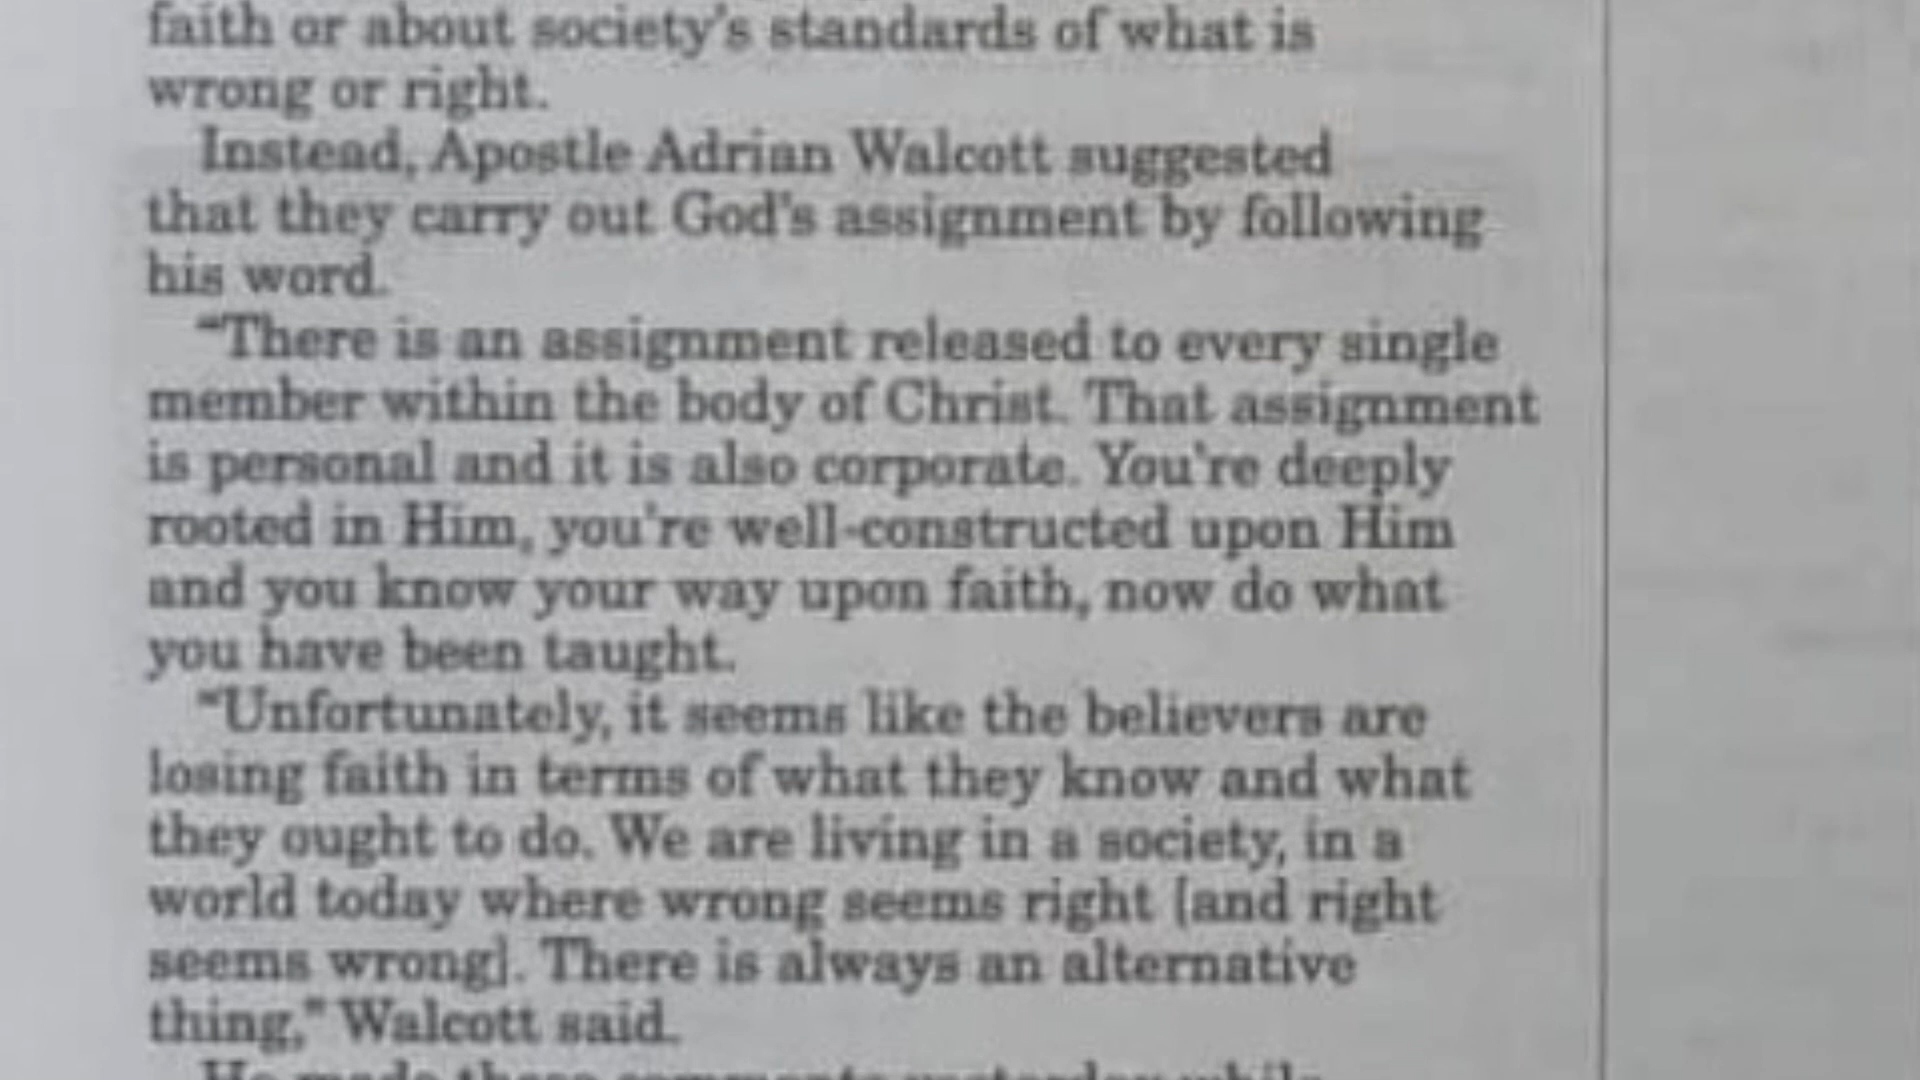 faith or about society's standards of what is
wrong or right.
Instead, Apostle Adrian Walcott suggested
that they carry out God's assignment by following
his word.
"There is an assignment released to every single
member within the body of Christ. That assignment
is personal and it is also corporate. You're deeply
rooted in Him, you're well-constructed upon Him
and you know your way upon faith, now do what
you have been taught.
"Unfortunately, it seems like the believers are
losing faith in terms of what they know and what
they ought to do. We are living in a society, in a
world today where wrong seems right [and right
seems wrong]. There is always an alternative
thing," Walcott said.
He made these comments yesterday while